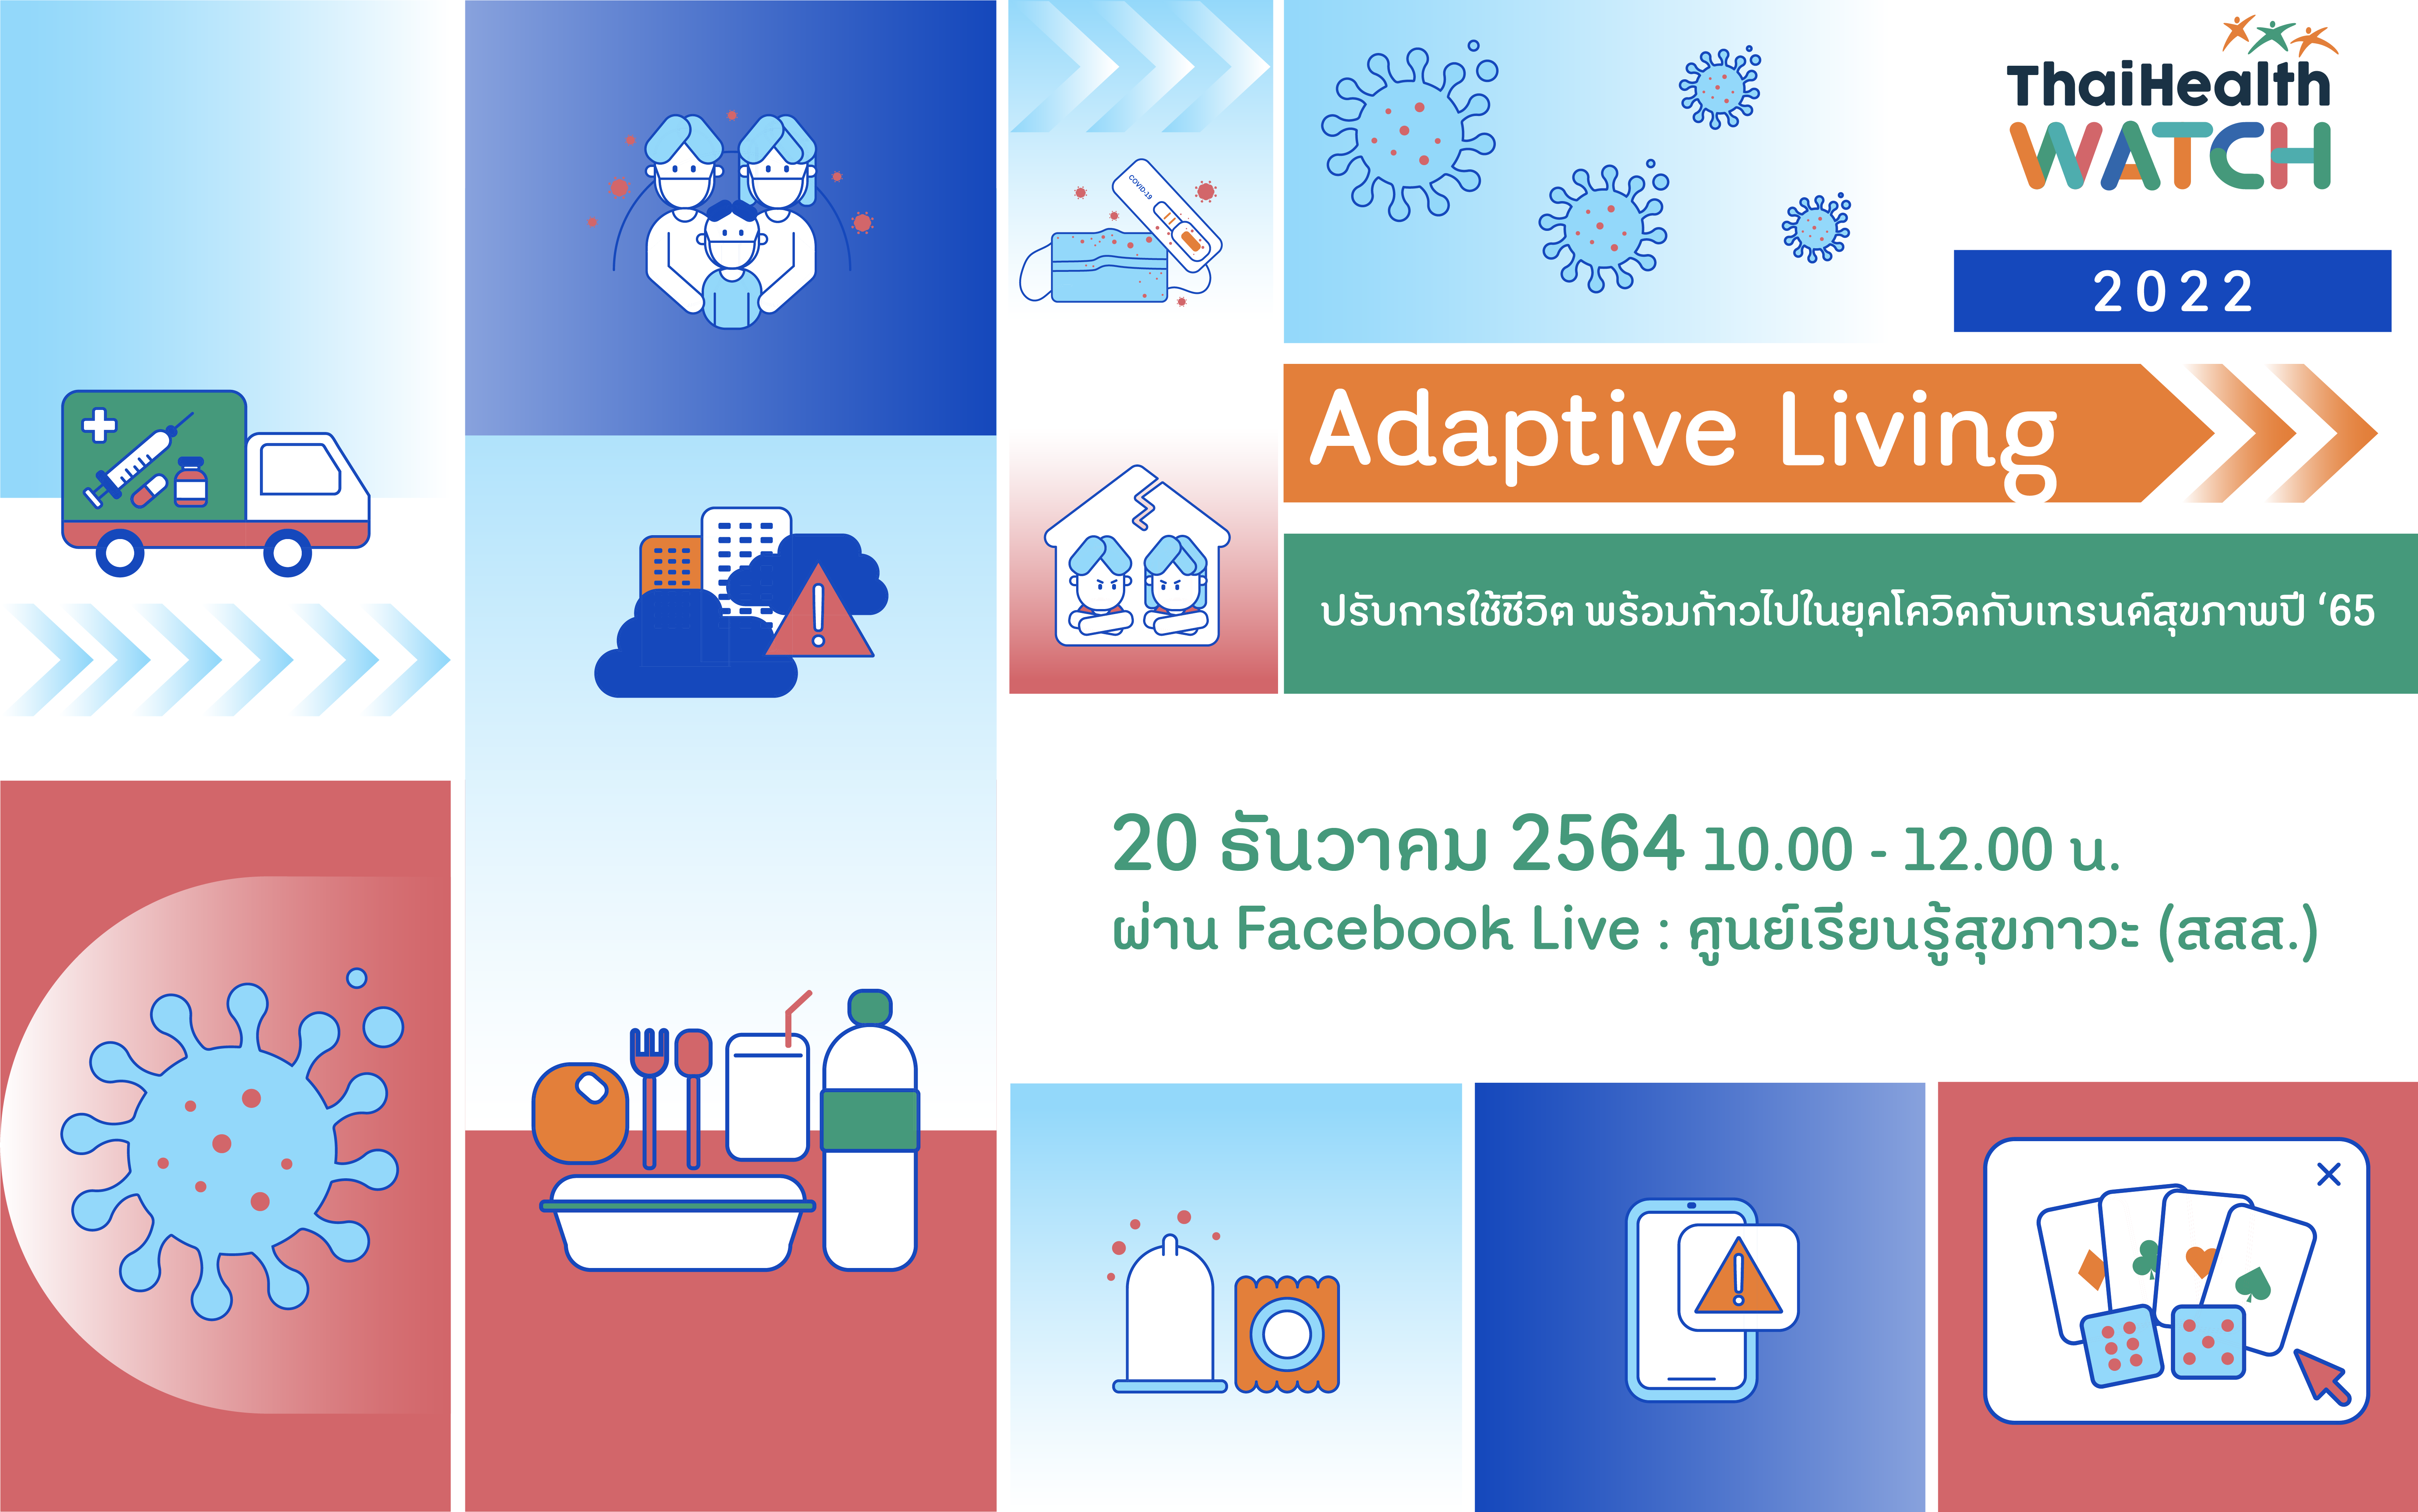 ThaiHealth
WATCH
2022
COVID-19
Adaptive Living
ปรับการใช้ชีวิต พร้อมก้าวไปในยุคโควิดกับเทรนด์สุขภาพปี ‘65
20 ธันวาคม 2564 10.00 - 12.00 น.
ผ่าน Facebook Live : ศูนย์เรียนรู้สุขภาวะ (สสส.)